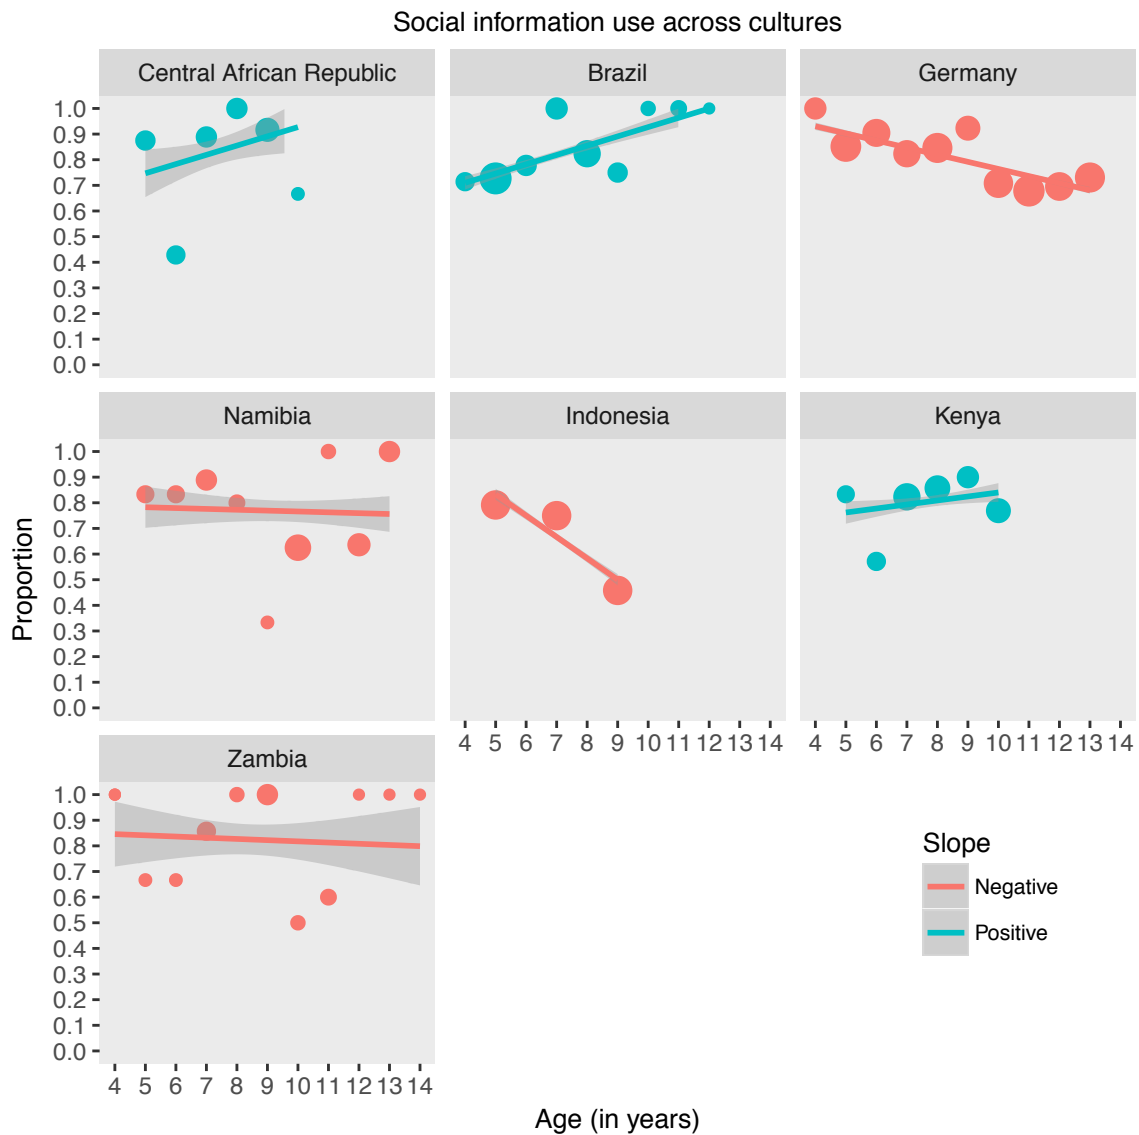 Social information use across cultures
Central African Republic
Brazil
Germany
1.0
0.9
0.8
0.7
0.6
0.5
0.4
0.3
0.2
0.1
0.0
Namibia
Indonesia
Kenya
1.0
0.9
0.8
0.7
0.6
0.5
0.4
0.3
0.2
0.1
0.0
4 5 6 7 8 9 10 11 12 13 14
4 5 6 7 8 9 10 11 12 13 14
Zambia
1.0
0.9
0.8
0.7
0.6
0.5
0.4
0.3
0.2
0.1
0.0
4 5 6 7 8 9 10 11 12 13 14
Proportion
Age (in years)
Slope
Negative
Positive